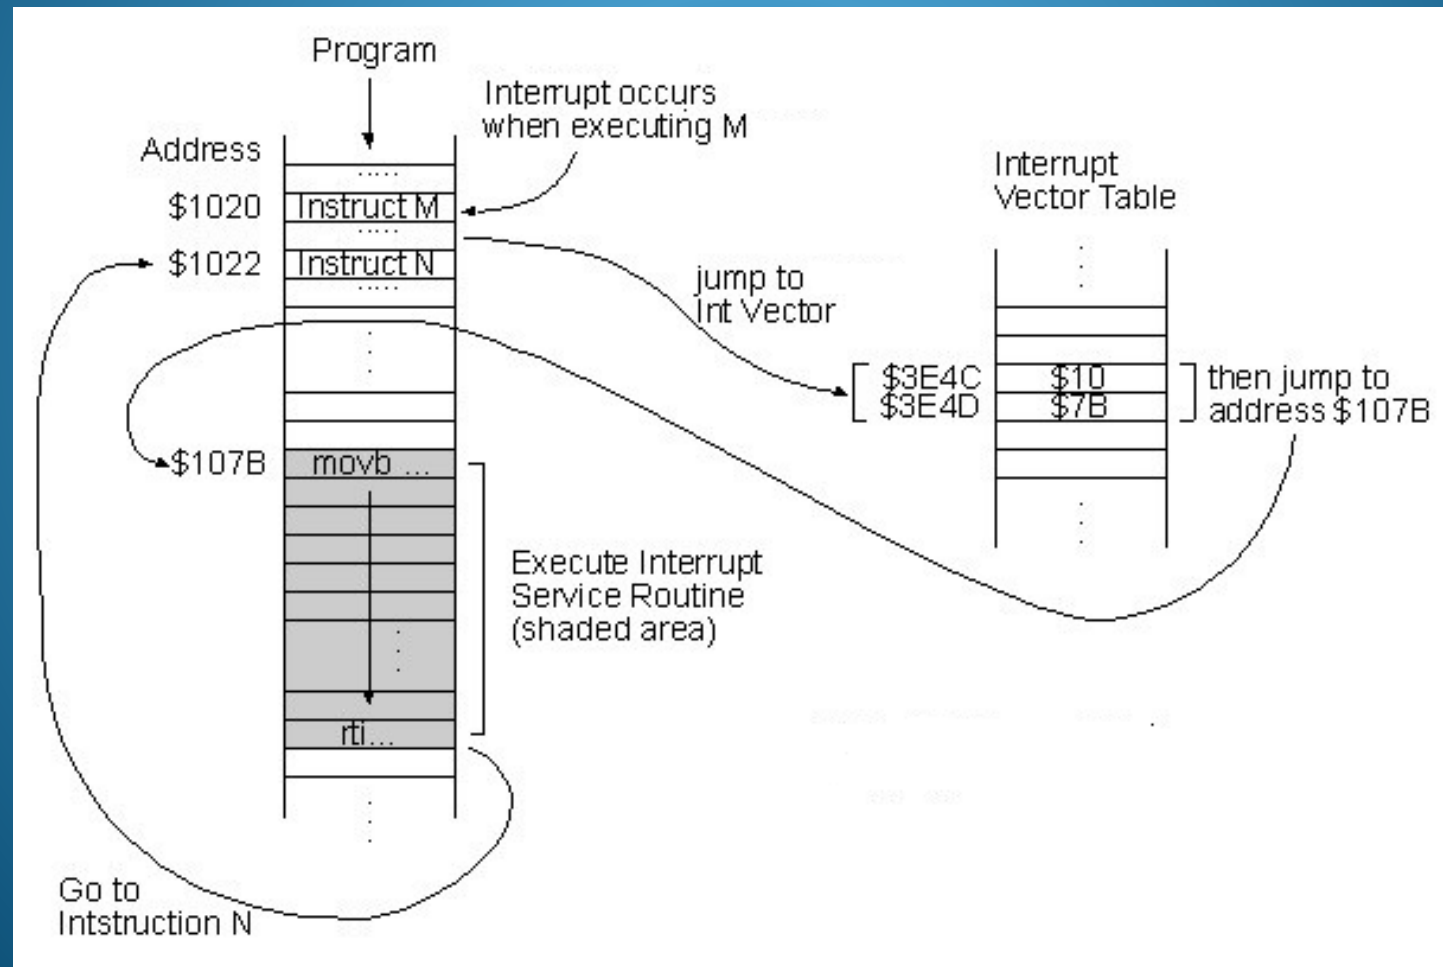 Program
Interrupt occurs
when executing M
Address
.....
$1020 Instruct M
.....
$1022 Instruct N
.....
Interrupt
Vector Table
jump to
Int Vector
$3E4C $10
$3E4D $7B
then jump to
address $107B
$107B movb ...
Execute Interrupt
Service Routine
(shaded area)
rti...
Go to
Intstruction N